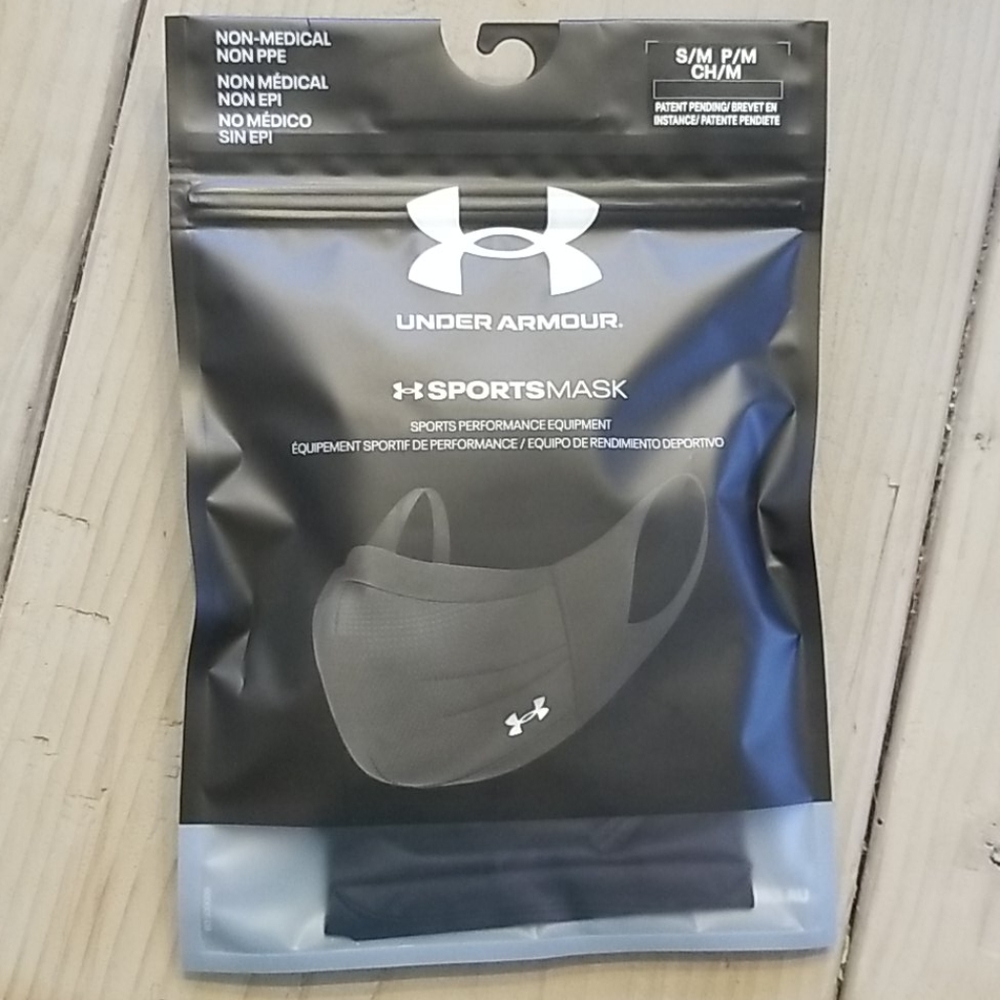 NON-MEDICAL
NON PPE
NON MÉDICAL
NON EPI
NO MÉDICO
SIN EPI
S/M P/M
CH/M
PATENT PENDING/ BREVET EN
INSTANCE/ PATENTE PENDIETE
UNDER ARMOUR.
SPORTSMASK
SPORTS PERFORMANCE EQUIPMENT
ÉQUIPEMENT SPORTIF DE PERFORMANCE / EQUIPO DE RENDIMIENTO DEPORTIVO